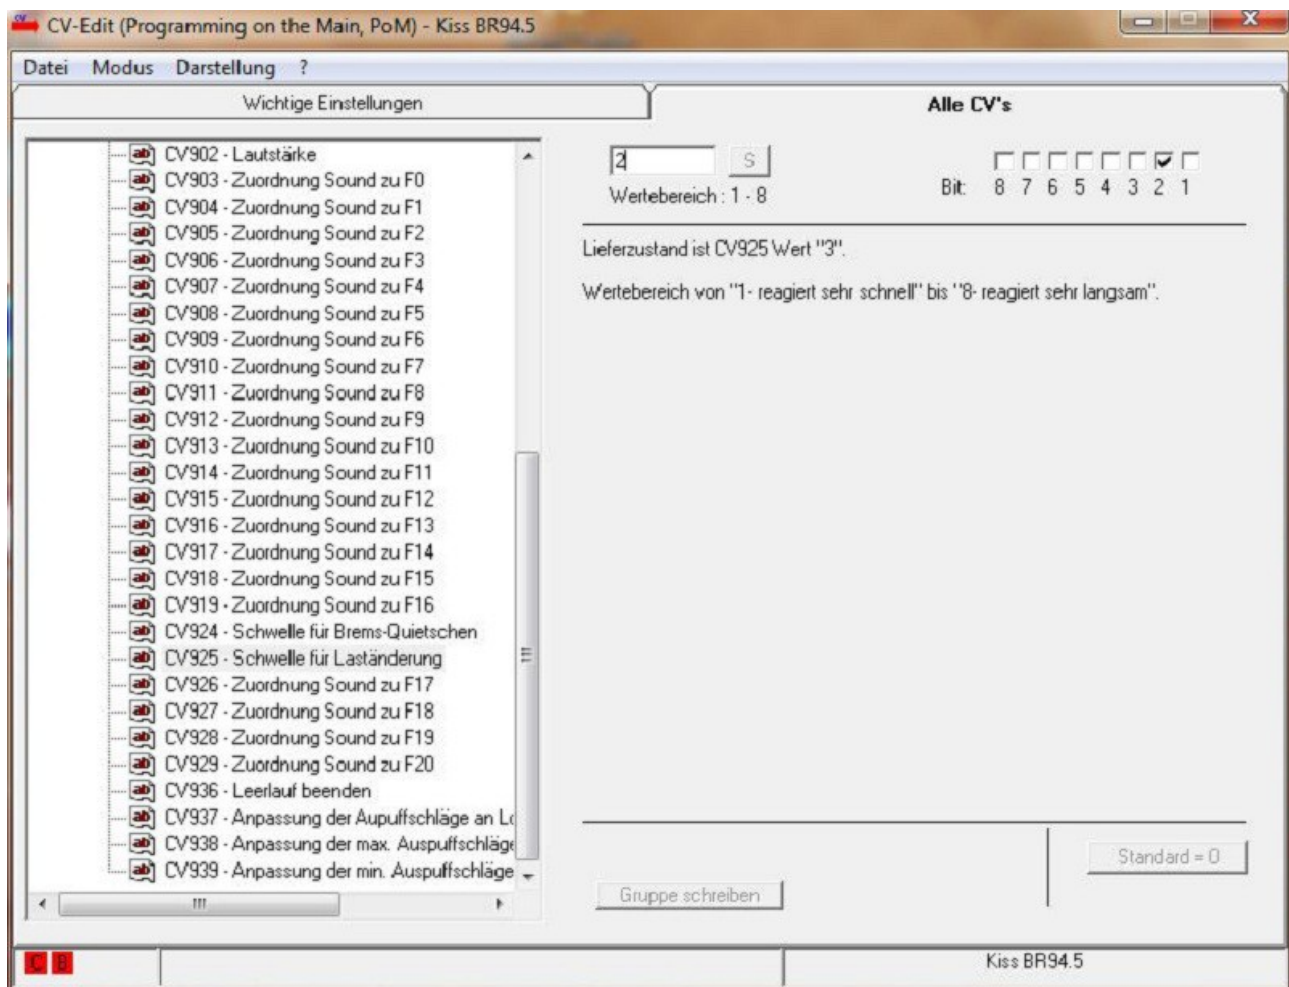 CV-Edit (Programming on the Main, PoM) - Kiss BR94.5
Datei Modus Darstellung ?
Wichtige Einstellungen
Alle CV's
CV902 - Lautstärke
CV903 - Zuordnung Sound zu F0
CV904 - Zuordnung Sound zu F1
CV905 - Zuordnung Sound zu F2
CV906 - Zuordnung Sound zu F3
CV907 - Zuordnung Sound zu F4
CV908 - Zuordnung Sound zu F5
CV909 - Zuordnung Sound zu F6
CV910 - Zuordnung Sound zu F7
CV911 - Zuordnung Sound zu F8
CV912 - Zuordnung Sound zu F9
CV913 - Zuordnung Sound zu F10
CV914 - Zuordnung Sound zu F11
CV915 - Zuordnung Sound zu F12
CV916 - Zuordnung Sound zu F13
CV917 - Zuordnung Sound zu F14
CV918 - Zuordnung Sound zu F15
CV919 - Zuordnung Sound zu F16
CV924 - Schwelle für Brems-Quietschen
CV925 - Schwelle für Laständerung
CV926 - Zuordnung Sound zu F17
CV927 - Zuordnung Sound zu F18
CV928 - Zuordnung Sound zu F19
CV929 - Zuordnung Sound zu F20
CV936 - Leerlauf beenden
CV937 - Anpassung der Aupuffschläge an Lo
CV938 - Anpassung der max. Auspuffschläge
CV939 - Anpassung der min. Auspuffschläge
2
S
Wertebereich : 1 - 8
Bit: 8 7 6 5 4 3 2 1
Lieferzustand ist CV925 Wert "3".
Wertebereich von "1- reagiert sehr schnell" bis "8- reagiert sehr langsam".
Standard = 0
Gruppe schreiben
C B
Kiss BR94.5